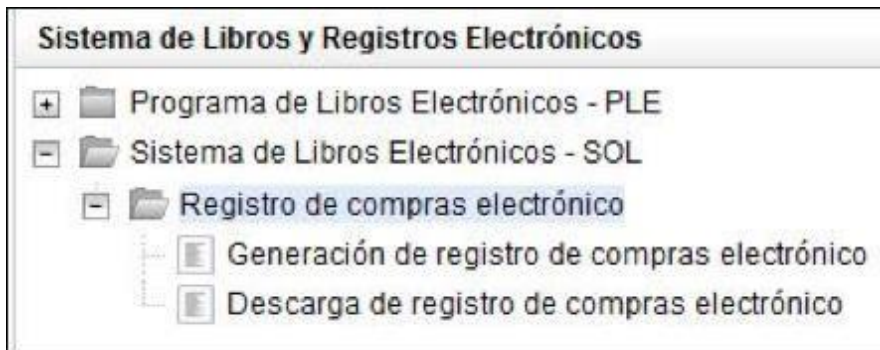 Sistema de Libros y Registros Electrónicos
Programa de Libros Electrónicos - PLE
Sistema de Libros Electrónicos - SOL
Registro de compras electrónico
Generación de registro de compras electrónico
Descarga de registro de compras electrónico